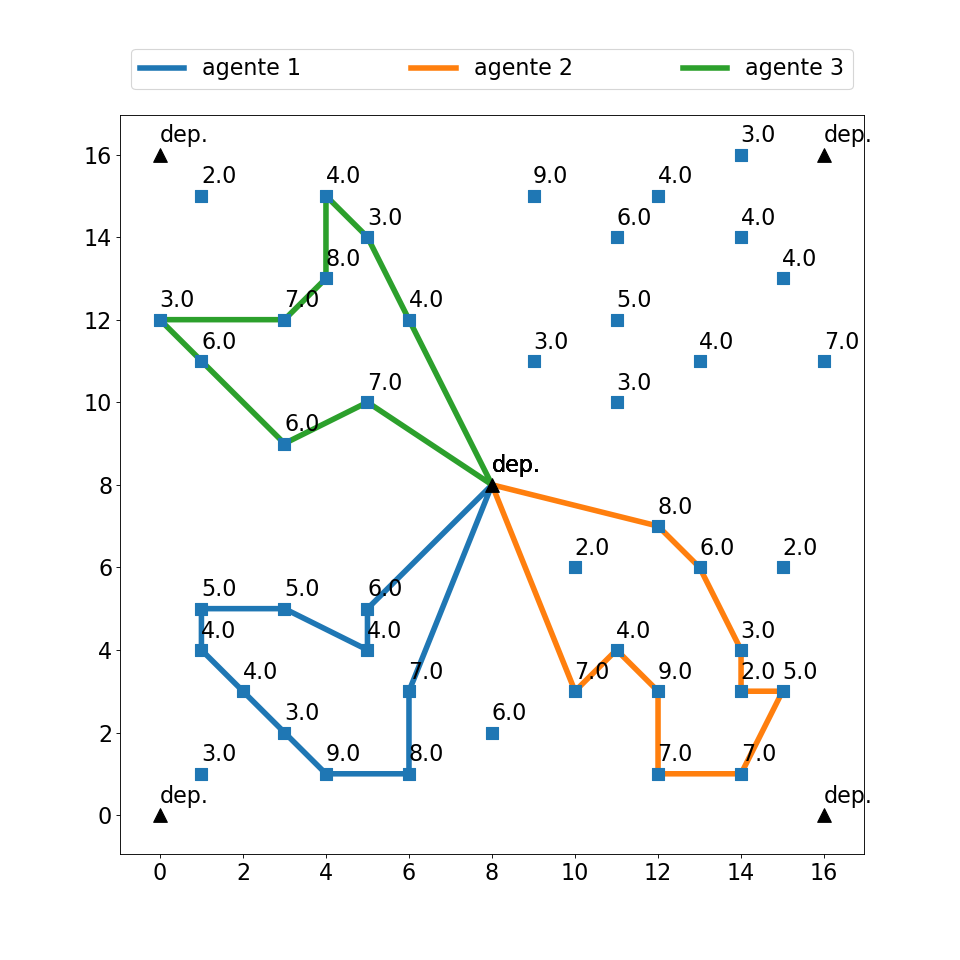 agente 1 agente 2 agente 3
dep. 3.0 dep.
16
2.0 4.0 9.0 4.0
3.0 6.0 4.0
14
8.0 4.0
3.0 7.0 4.0 5.0
12
6.0 3.0 4.0 7.0
7.0 3.0
10
6.0
dep.
8
8.0
2.0 6.0 2.0
6
5.0 5.0 6.0
4.0 4.0 4.0 3.0
4
4.0 7.0 7.0 9.0 2.0 5.0
3.0 6.0
2
3.0 9.0 8.0 7.0 7.0
dep. dep.
0
0 2 4 6 8 10 12 14 16